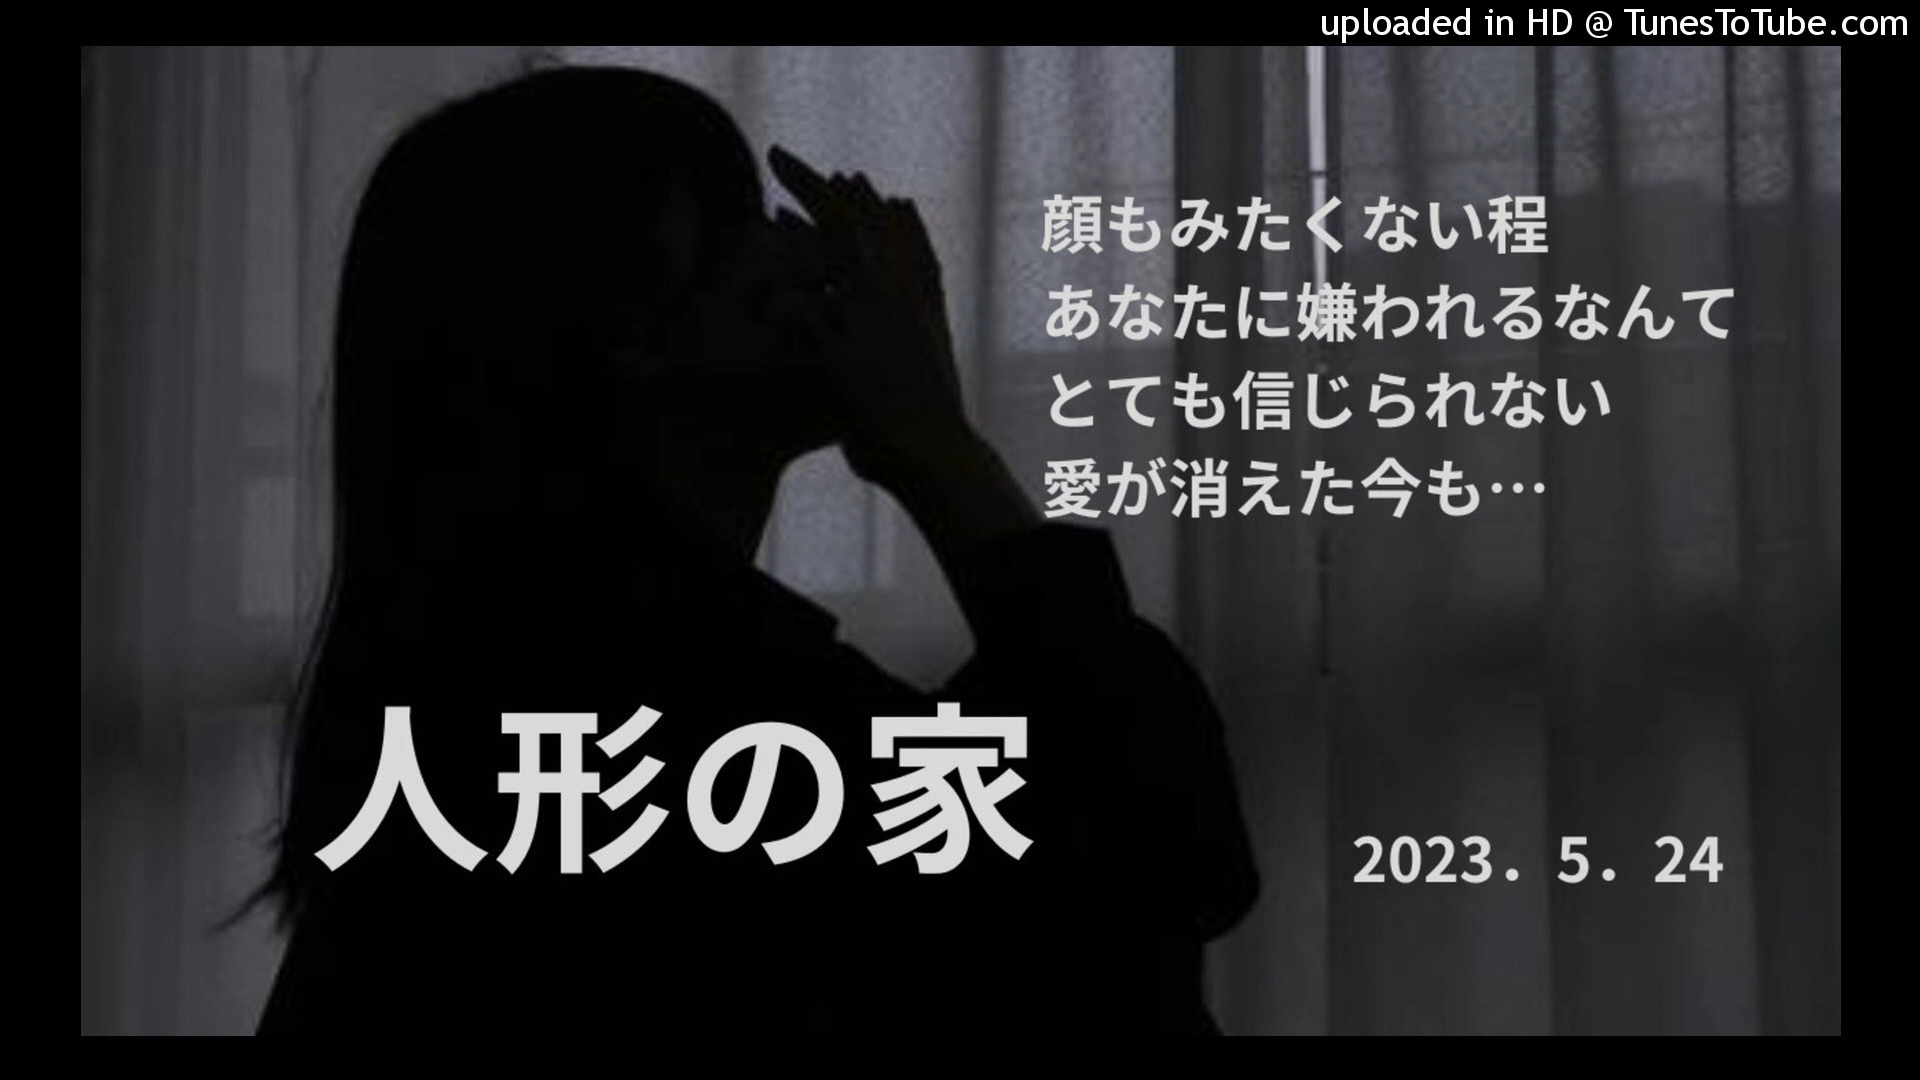 uploaded in HD @ TunesToTube.com
顔もみたくない程
あなたに嫌われるなんて
とても信じられない
愛が消えた今も…
人形の家
2023．5．24